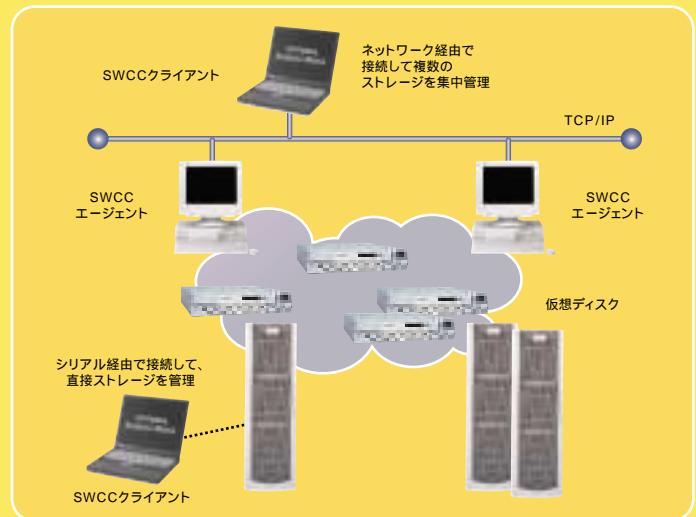 SWCCクライアント
ネットワーク経由で
接続して複数の
ストレージを集中管理
TCP/IP
SWCC
エージェント
SWCC
エージェント
仮想ディスク
シリアル経由で接続して、
直接ストレージを管理
SWCCクライアント